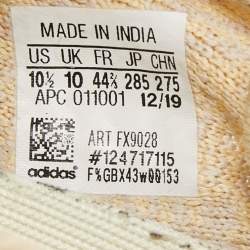 MADE IN INDIA
US UK FR JP CHN
10½ 10 44⅔ 285 275
APC 011001 12/19
ART FX9028
#124717115
adidas® F%GBX43w00153